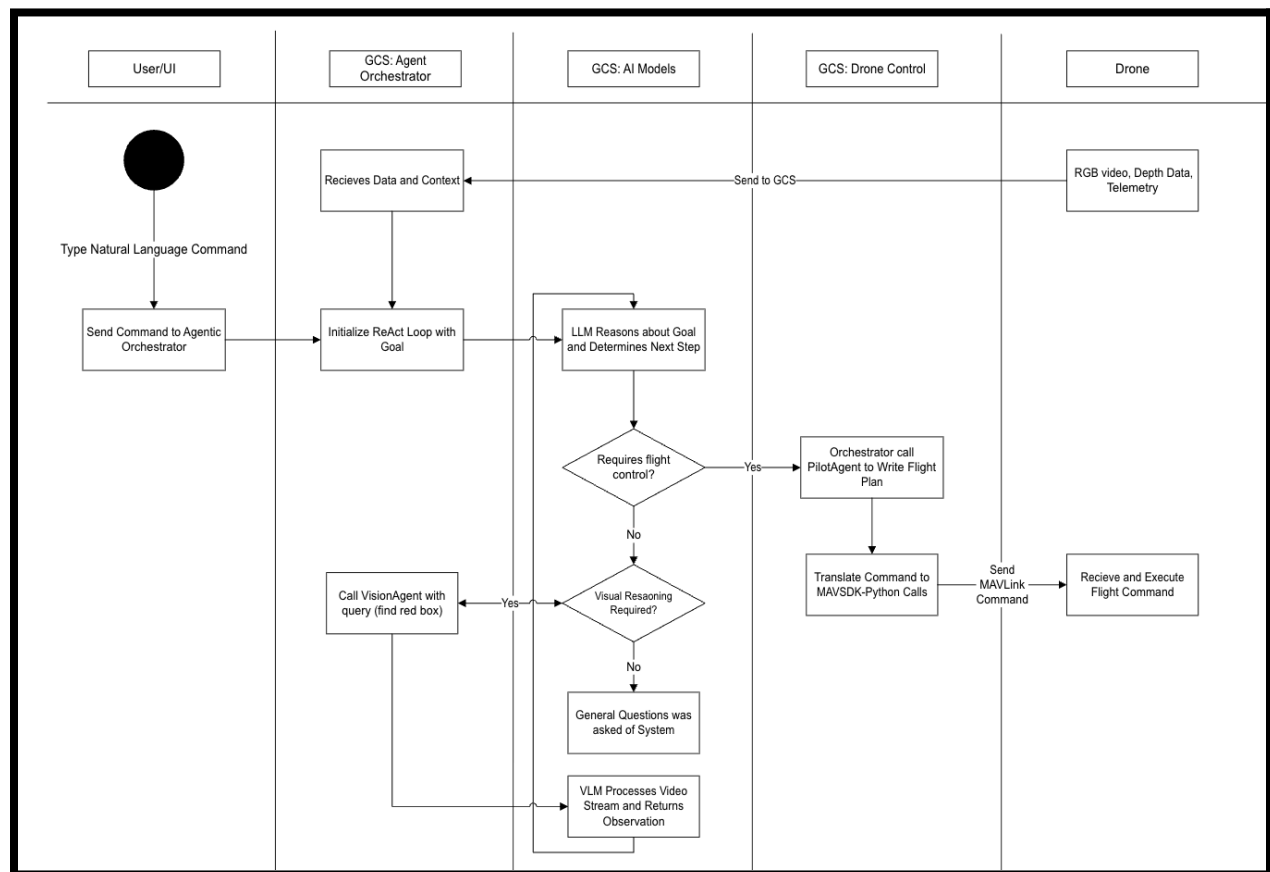 User/UI
GCS: Agent
Orchestrator
GCS: AI Models
GCS: Drone Control
Drone
Recieves Data and Context
Send to GCS
RGB video, Depth Data,
Telemetry
Type Natural Language Command
Send Command to Agentic
Orchestrator
Initialize ReAct Loop with
Goal
LLM Reasons about Goal
and Determines Next Step
Requires flight
control?
Yes
Orchestrator call
PilotAgent to Write Flight
Plan
No
Call VisionAgent with
query (find red box)
Yes
Visual Resaoning
Required?
Translate Command to
MAVSDK-Python Calls
Send
MAVLink
Command
Recieve and Execute
Flight Command
No
General Questions was
asked of System
VLM Processes Video
Stream and Returns
Observation